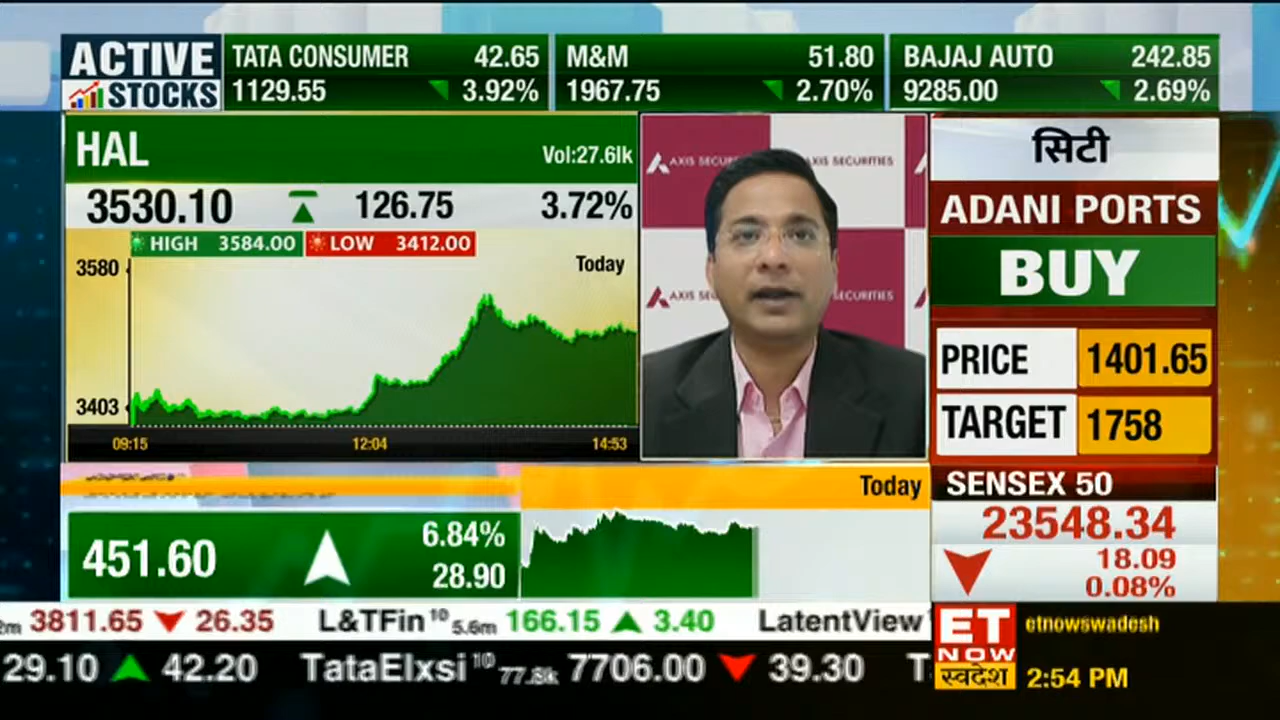 ACTIVE STOCKS
TATA CONSUMER 42.65
1129.55 3.92%
M&M 51.80
1967.75 2.70%
BAJAJ AUTO 242.85
9285.00 2.69%
HAL
Vol:27.6lk
3530.10 126.75 3.72%
HIGH 3584.00 LOW 3412.00
3580
Today
3403
09:15 12:04 14:53
AXIS SECURITIES
AXIS SE
SECURITIES
सिटी
ADANI PORTS
BUY
PRICE 1401.65
TARGET 1758
SENSEX 50
23548.34
18.09
0.08%
Today
451.60
6.84%
28.90
3811.65 26.35 L&TFin 10 5.6m 166.15 3.40 LatentView
29.10 42.20 TataElxsi 10 77.8k 7706.00 39.30 T
ET NOW
स्वदेश
etnowswadesh
2:54 PM